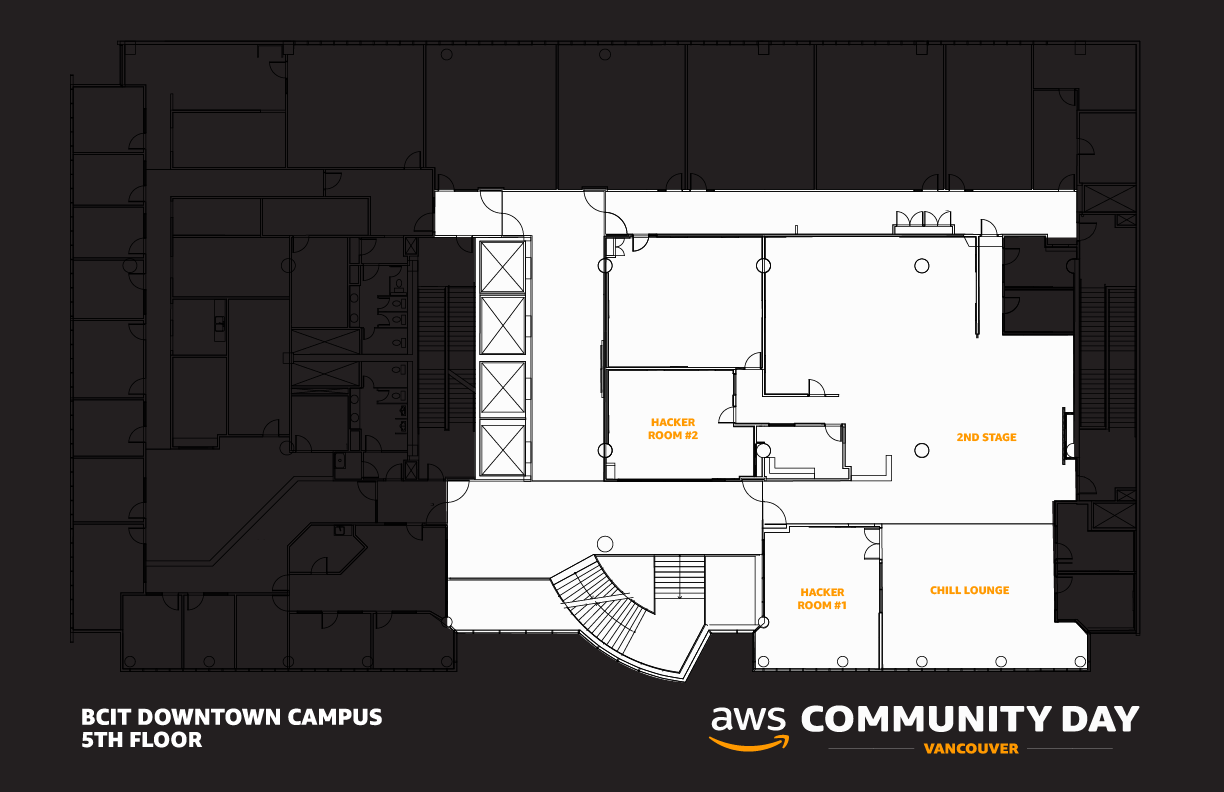 HACKER
ROOM #2
2ND STAGE
HACKER
ROOM #1
CHILL LOUNGE
BCIT DOWNTOWN CAMPUS
5TH FLOOR
aws COMMUNITY DAY
VANCOUVER